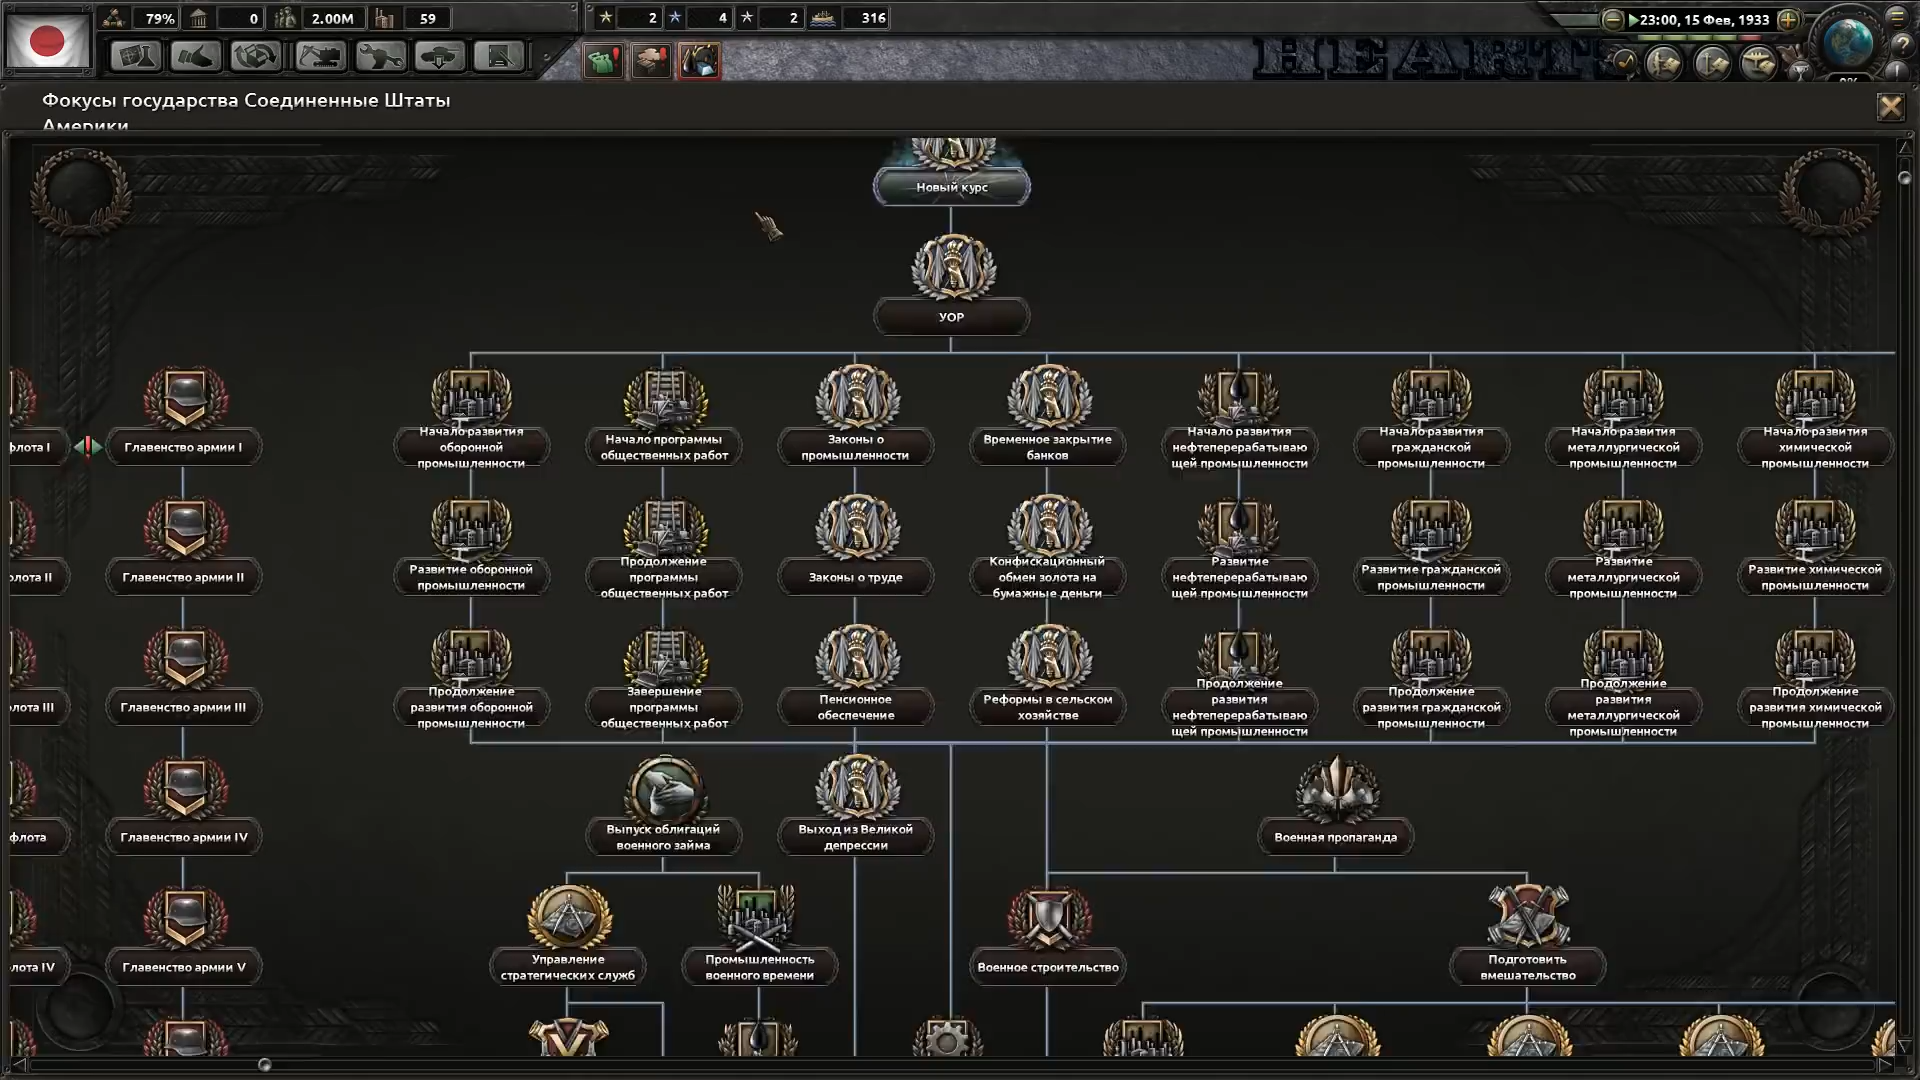 79%
0
2.00M
59
2
4
2
316
23:00, 15 Фев, 1933
HEARTS
Фокусы государства Соединенные Штаты
Америки
Новый курс
УОР
флота I
Главенство армии I
Начало развития
оборонной
промышленности
Начало программы
общественных работ
Законы о
промышленности
Временное закрытие
банков
Начало развития
нефтеперерабатываю
щей промышленности
Начало развития
гражданской
промышленности
Начало развития
металлургической
промышленности
Начало развития
химической
промышленности
олота II
Главенство армии II
Развитие оборонной
промышленности
Продолжение
программы
общественных работ
Законы о труде
Конфискационный
обмен золота на
бумажные деньги
Развитие
нефтеперерабатываю
щей промышленности
Развитие гражданской
промышленности
Развитие
металлургической
промышленности
Развитие химической
промышленности
лота III
Главенство армии III
Продолжение
развития оборонной
промышленности
Завершение
программы
общественных работ
Пенсионное
обеспечение
Реформы в сельском
хозяйстве
Продолжение
развития
нефтеперерабатываю
щей промышленности
Продолжение
развития гражданской
промышленности
Продолжение
развития
металлургической
промышленности
Продолжение
развития химической
промышленности
флота
Главенство армии IV
Выпуск облигаций
военного займа
Выход из Великой
депрессии
Военная пропаганда
лота IV
Главенство армии V
Управление
стратегических служб
Промышленность
военного времени
Военное строительство
Подготовить
вмешательство